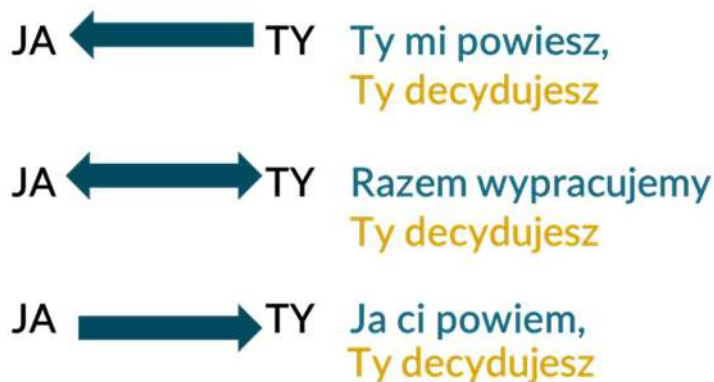 JA TY Ty mi powiesz,
Ty decydujesz
JA TY Razem wypracujemy
Ty decydujesz
JA TY Ja ci powiem,
Ty decydujesz